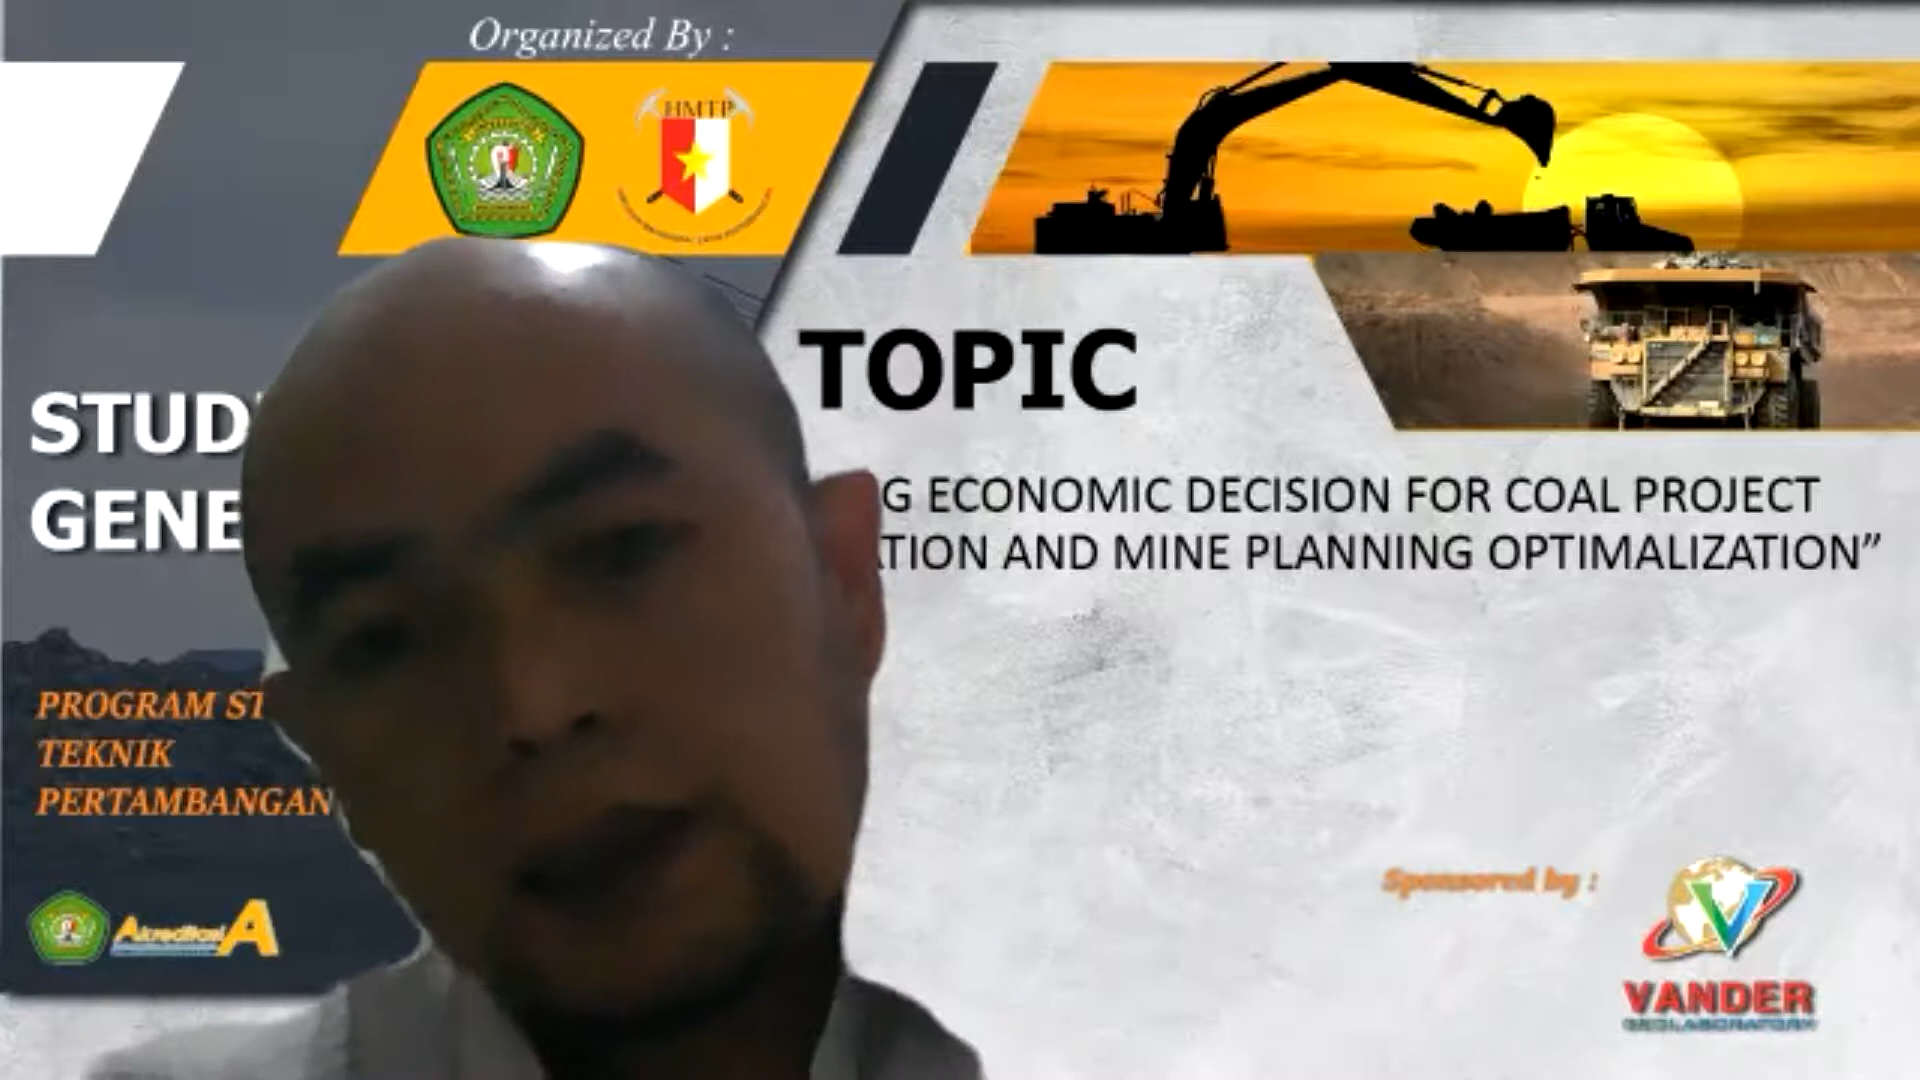 Organized By :
HMTP
TOPIC
STUD
GENE
G ECONOMIC DECISION FOR COAL PROJECT
TION AND MINE PLANNING OPTIMALIZATION”
PROGRAM ST
TEKNIK
PERTAMBANGAN
Akreditasi A
Sponsored by :
VANDER
GEOLABORATORY